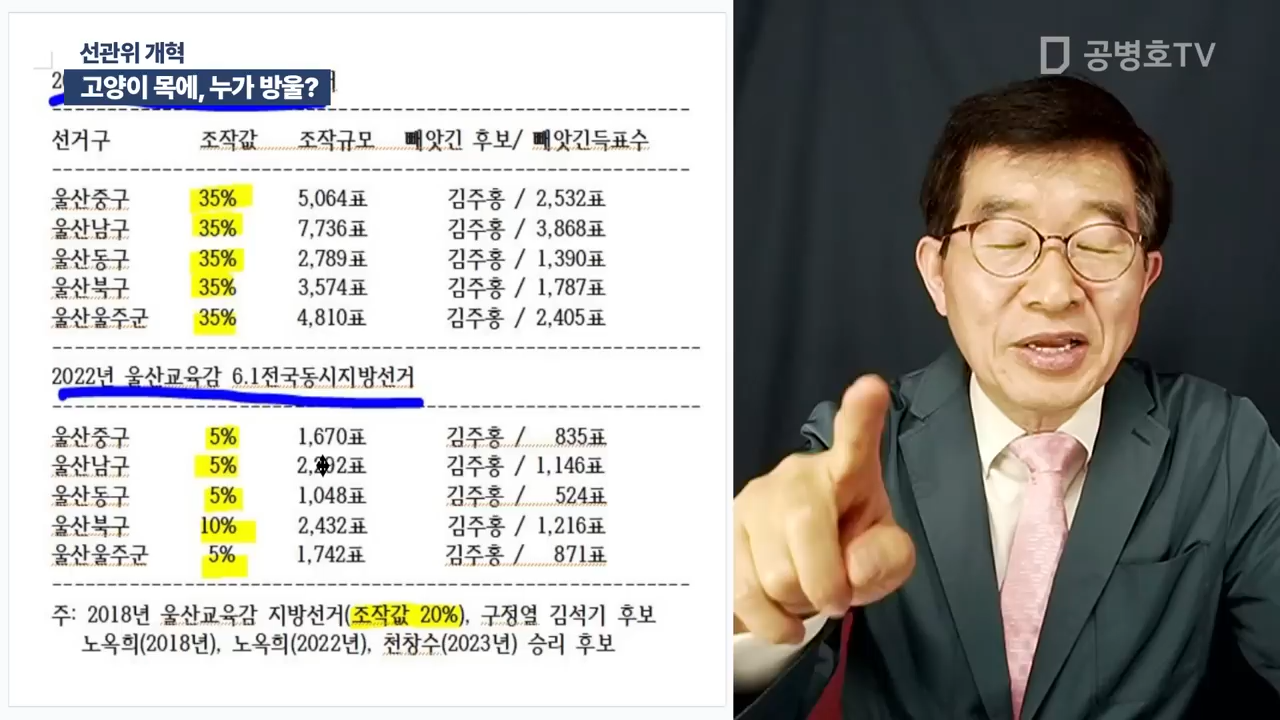 선관위 개혁
고양이 목에, 누가 방울?
공병호TV
선거구 조작값 조작규모 빼앗긴 후보/ 빼앗긴득표수
울산중구 35% 5,064표 김주홍 / 2,532표
울산남구 35% 7,736표 김주홍 / 3,868표
울산동구 35% 2,789표 김주홍 / 1,390표
울산북구 35% 3,574표 김주홍 / 1,787표
울산울주군 35% 4,810표 김주홍 / 2,405표
2022년 울산교육감 6.1전국동시지방선거
울산중구 5% 1,670표 김주홍 / 835표
울산남구 5% 김주홍 / 1,146표
울산동구 5% 1,048표 김주홍 / 524표
울산북구 10% 2,432표 김주홍 / 1,216표
울산울주군 5% 1,742표 김주홍 / 871표
주: 2018년 울산교육감 지방선거(조작값 20%), 구정열 김석기 후보
노옥희(2018년), 노옥희(2022년), 천창수(2023년) 승리 후보